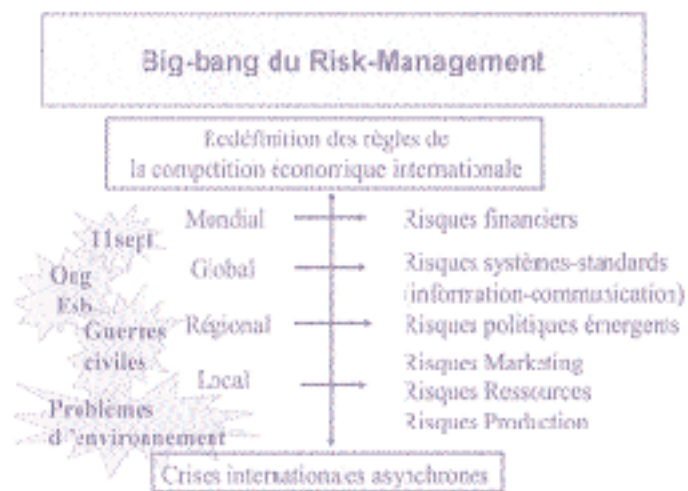 Big-bang du Risk-Management
Redéfinition des règles de
la compétition économique internationale
11sept
Ong
Esb
Guerres
civiles
Problèmes
d'environnement
Mondial
Global
Régional
Local
Risques financiers
Risques systèmes-standards
(information-communication)
Risques politiques émergents
Risques Marketing
Risques Ressources
Risques Production
Crises internationales asynchrones